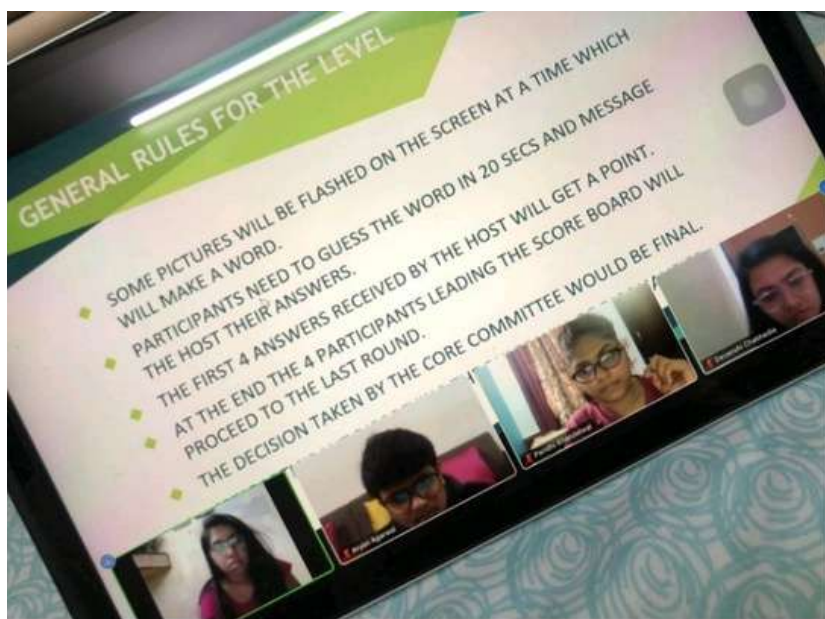 GENERAL RULES FOR THE LEVEL
SOME PICTURES WILL BE FLASHED ON THE SCREEN AT A TIME WHICH
WILL MAKE A WORD.
PARTICIPANTS NEED TO GUESS THE WORD IN 20 SECS AND MESSAGE
THE HOST THEIR ANSWERS.
THE FIRST 4 ANSWERS RECEIVED BY THE HOST WILL GET A POINT.
AT THE END THE 4 PARTICIPANTS LEADING THE SCORE BOARD WILL
PROCEED TO THE LAST ROUND.
THE DECISION TAKEN BY THE CORE COMMITTEE WOULD BE FINAL.